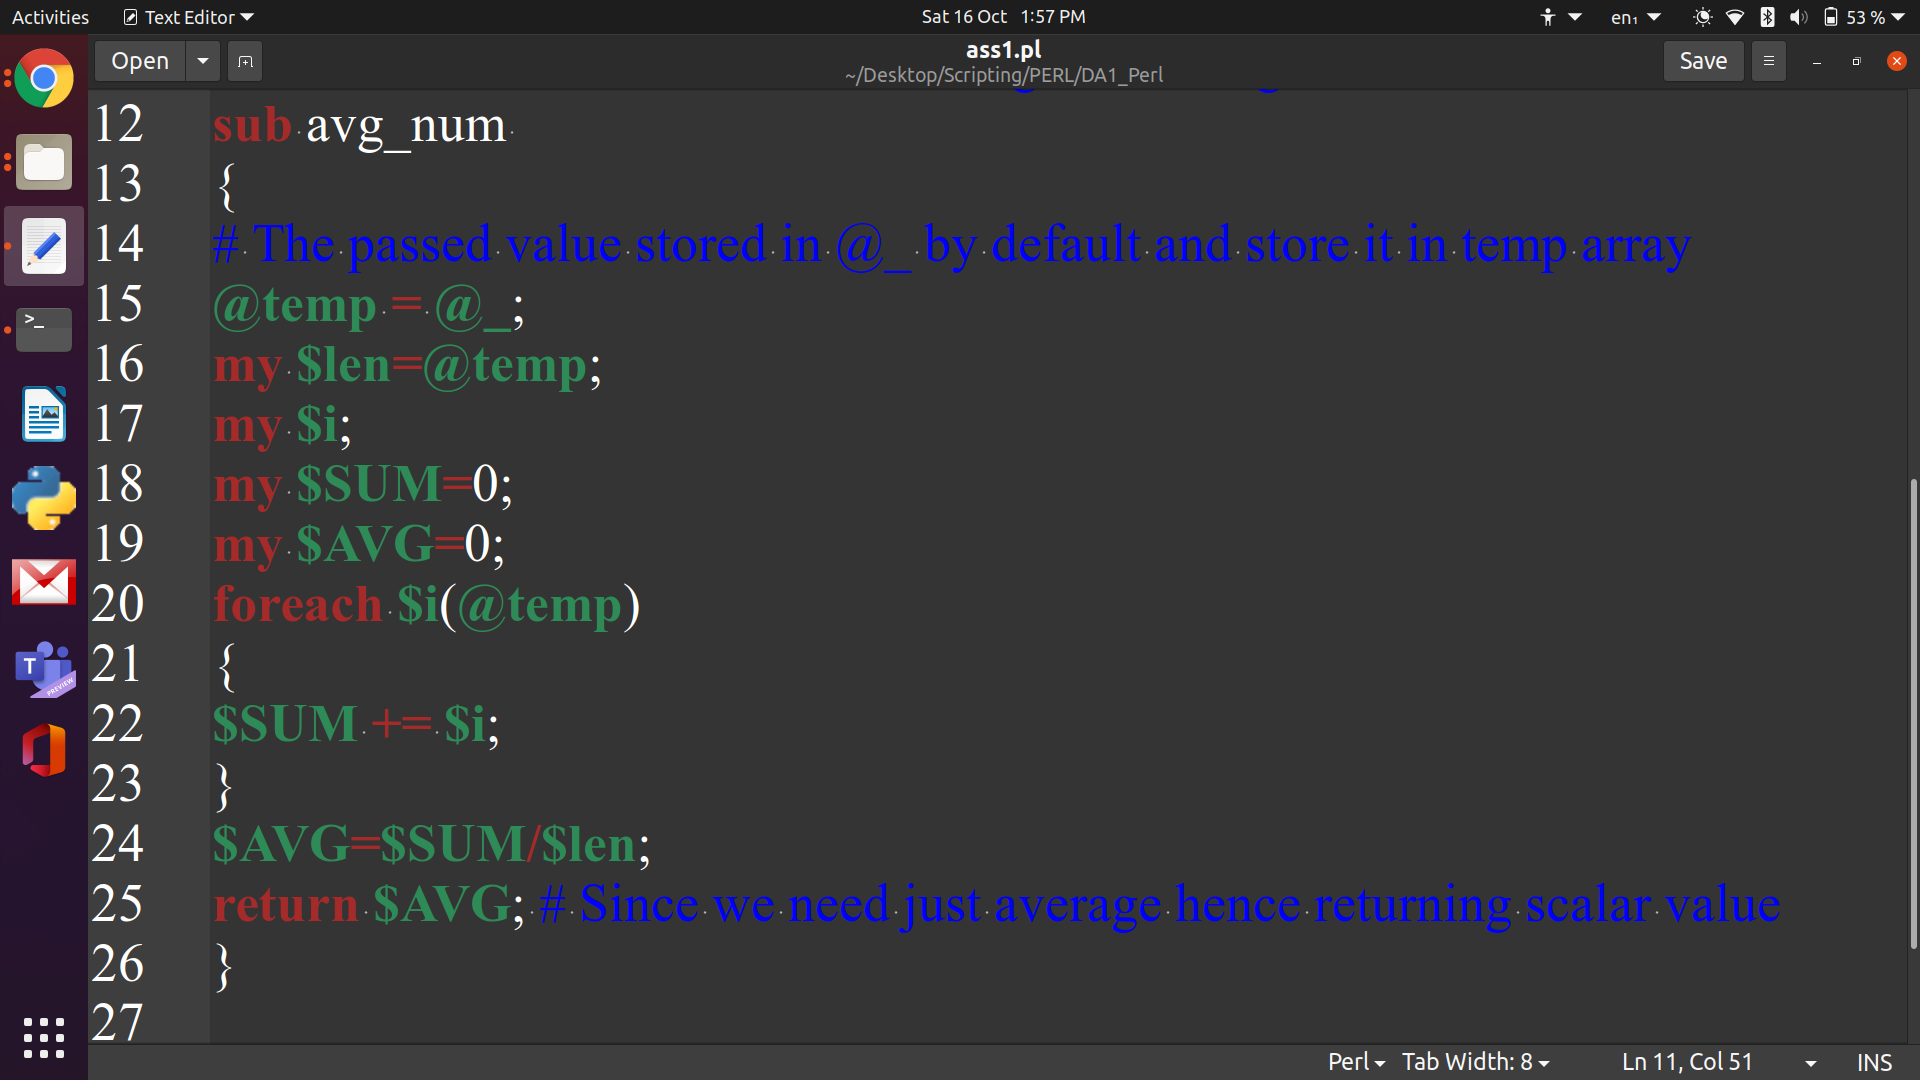 Activities Text Editor Sat 16 Oct 1:57 PM en₁ 53 %
Open ass1.pl Save
~/Desktop/Scripting/PERL/DA1_Perl
12 sub avg_num
13 {
14 # The passed value stored in @_ by default and store it in temp array
15 @temp = @_;
16 my $len=@temp;
17 my $i;
18 my $SUM=0;
19 my $AVG=0;
20 foreach $i(@temp)
21 {
22 $SUM += $i;
23 }
24 $AVG=$SUM/$len;
25 return $AVG; # Since we need just average hence returning scalar value
26 }
27
>_
T
PREVIEW
Perl Tab Width: 8 Ln 11, Col 51 INS